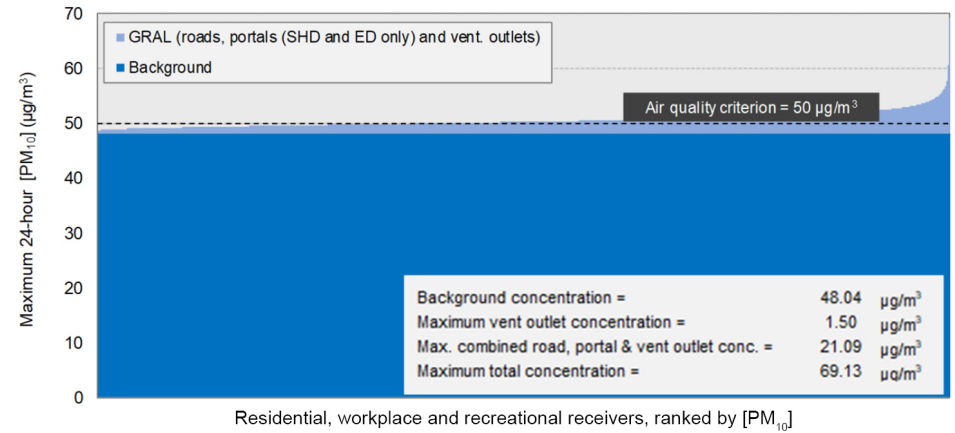 Maximum 24-hour [PM₁₀] (µg/m³)
70
60
50
40
30
20
10
0
GRAL (roads, portals (SHD and ED only) and vent. outlets)
Background
Air quality criterion = 50 µg/m³
Background concentration = 48.04 µg/m³
Maximum vent outlet concentration = 1.50 µg/m³
Max. combined road, portal & vent outlet conc. = 21.09 µg/m³
Maximum total concentration = 69.13 µg/m³
Residential, workplace and recreational receivers, ranked by [PM₁₀]